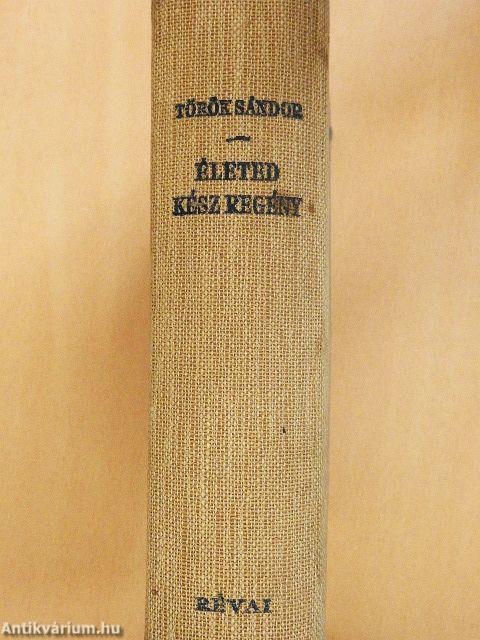 TÖRÖK SÁNDOR
ÉLETED
KÉSZ REGÉNY
RÉVAI
Antikvárium.hu